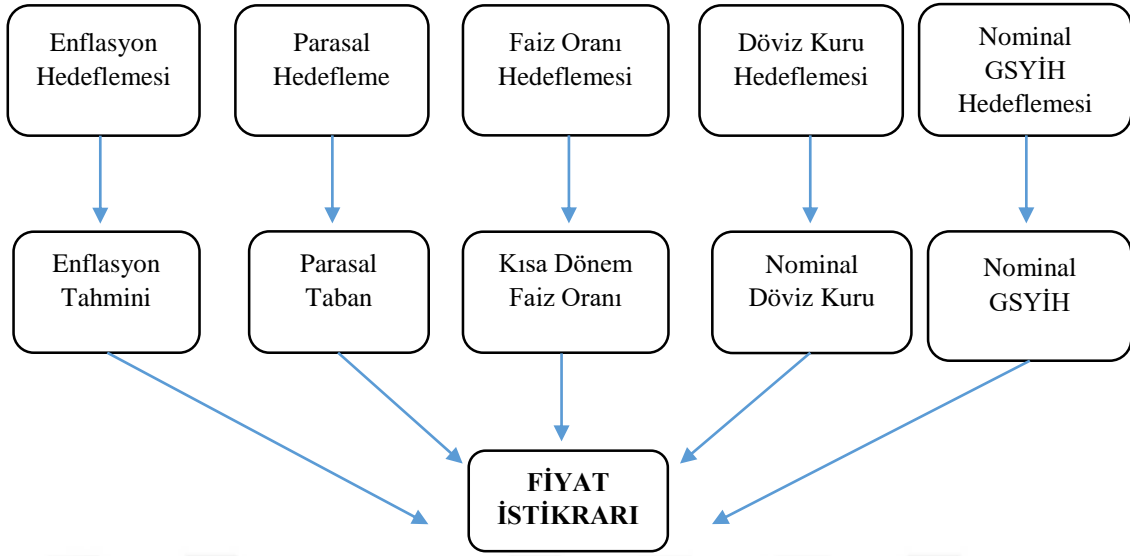 Enflasyon
Hedeflemesi
Parasal
Hedefleme
Faiz Oranı
Hedeflemesi
Döviz Kuru
Hedeflemesi
Nominal
GSYİH
Hedeflemesi
Enflasyon
Tahmini
Parasal
Taban
Kısa Dönem
Faiz Oranı
Nominal
Döviz Kuru
Nominal
GSYİH
FİYAT
İSTİKRARI